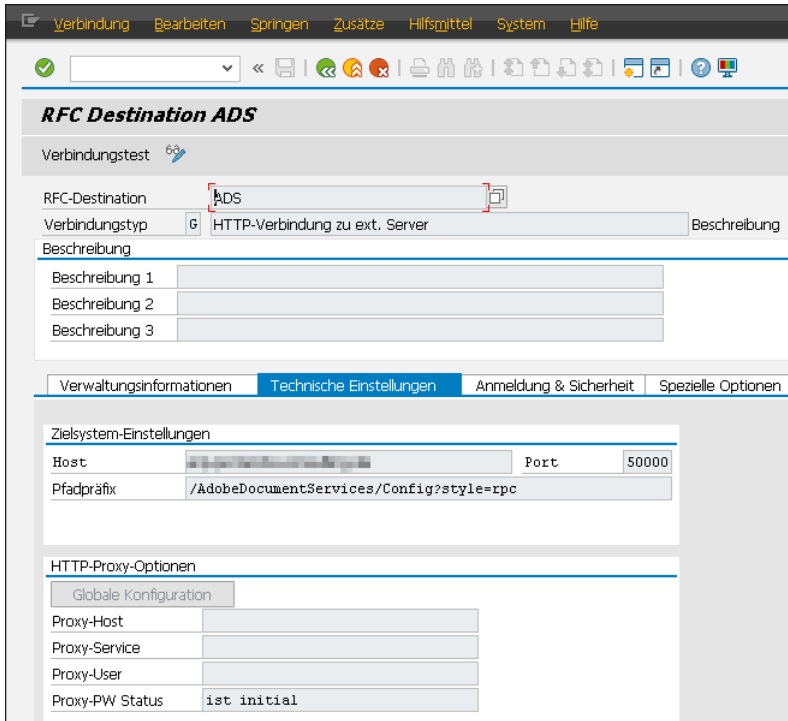 Verbindung Bearbeiten Springen Zusätze Hilfsmittel System Hilfe
RFC Destination ADS
Verbindungstest
RFC-Destination ADS
Verbindungstyp G HTTP-Verbindung zu ext. Server Beschreibung
Beschreibung
Beschreibung 1
Beschreibung 2
Beschreibung 3
Verwaltungsinformationen Technische Einstellungen Anmeldung & Sicherheit Spezielle Optionen
Zielsystem-Einstellungen
Host Port 50000
Pfadpräfix /AdobeDocumentServices/Config?style=rpc
HTTP-Proxy-Optionen
Globale Konfiguration
Proxy-Host
Proxy-Service
Proxy-User
Proxy-PW Status ist initial